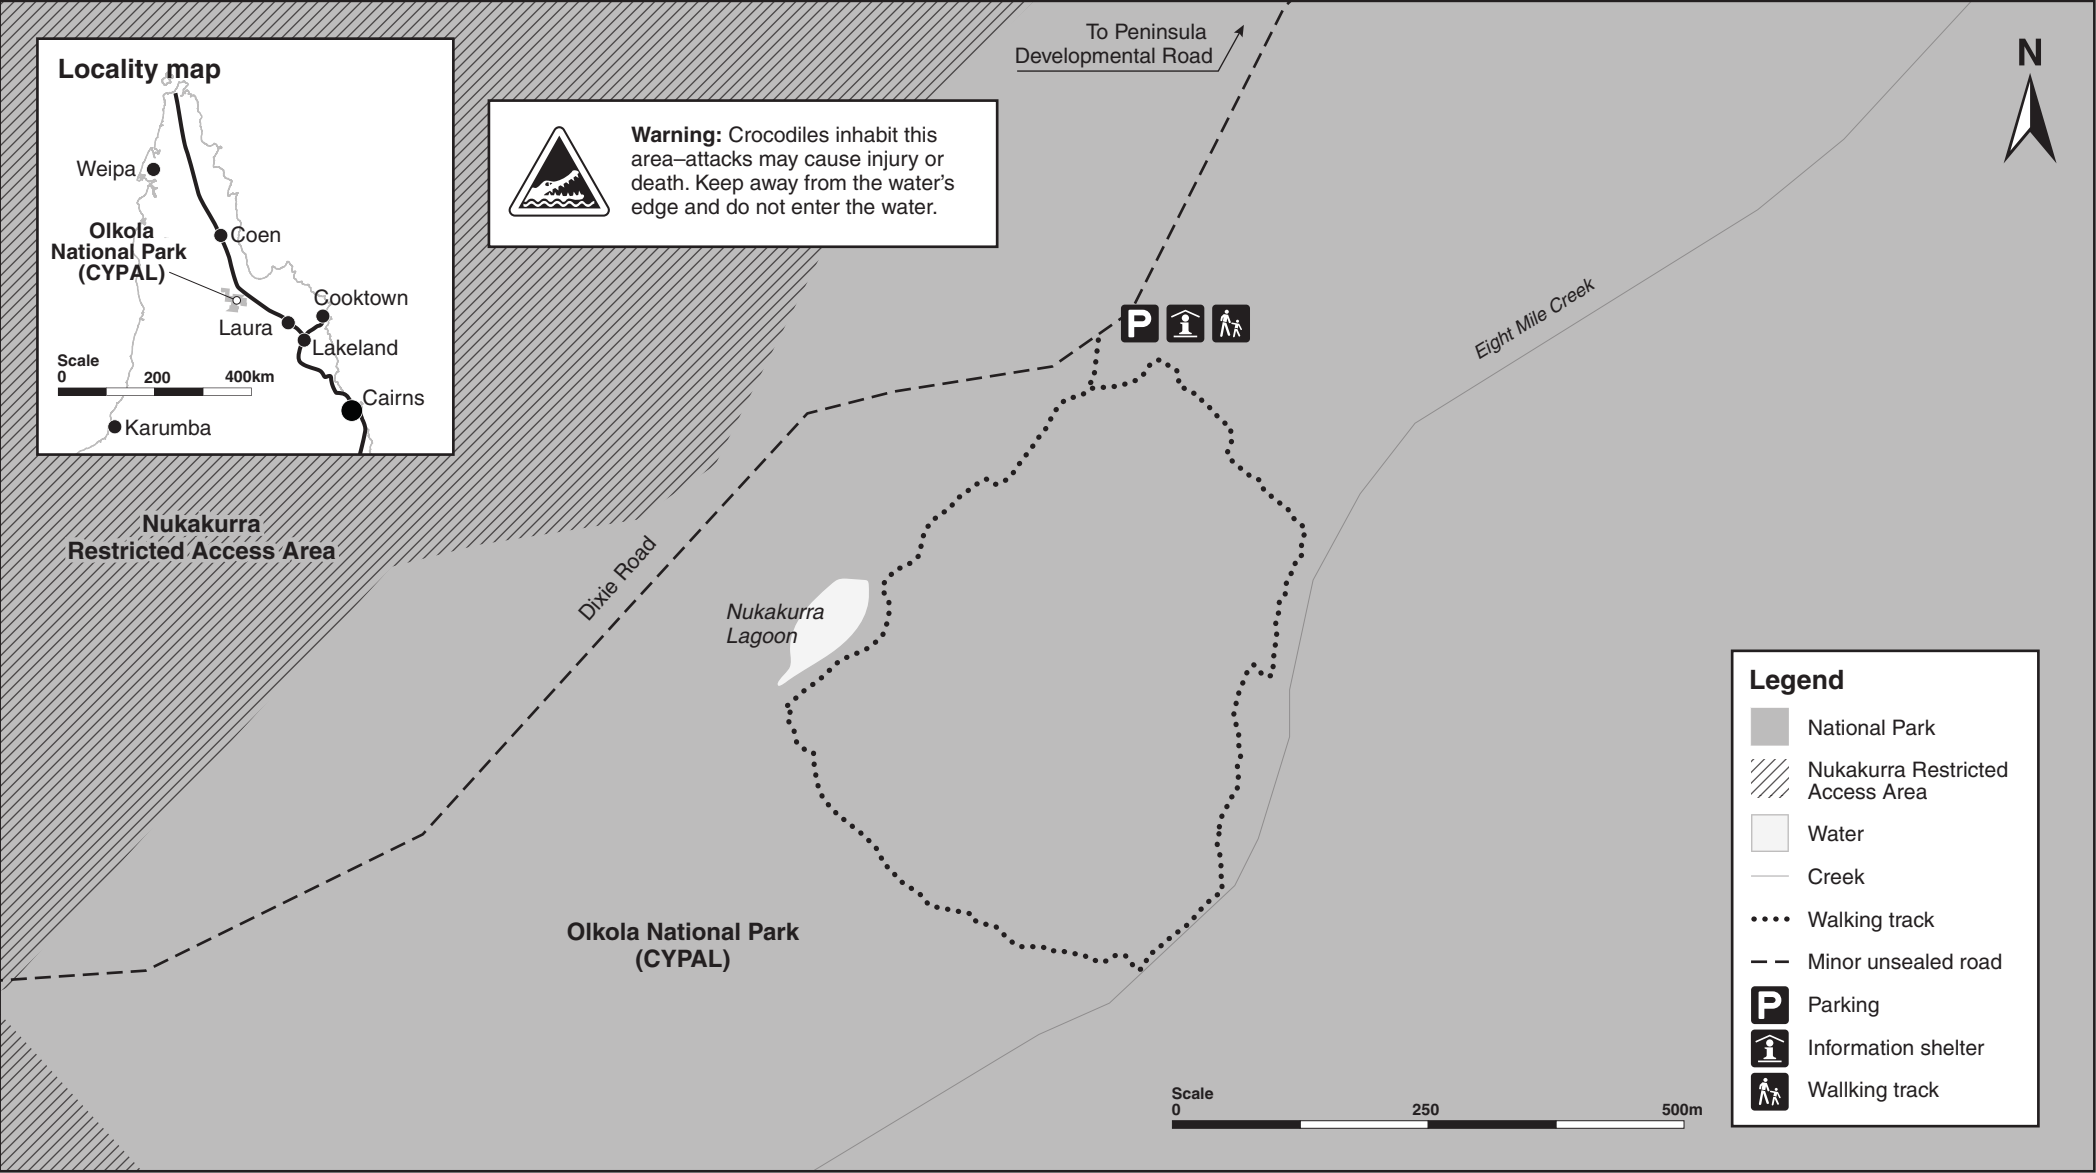 To Peninsula
Developmental Road
N
Locality map
Weipa
Olkola
National Park
(CYPAL)
Coen
Cooktown
Laura
Lakeland
Scale
0 200 400km
Cairns
Karumba
Warning: Crocodiles inhabit this
area–attacks may cause injury or
death. Keep away from the water's
edge and do not enter the water.
P
Eight Mile Creek
Nukakurra
Restricted Access Area
Dixie Road
Nukakurra
Lagoon
Olkola National Park
(CYPAL)
Legend
National Park
Nukakurra Restricted
Access Area
Water
Creek
Walking track
Minor unsealed road
P Parking
Information shelter
Wallking track
Scale
0 250 500m